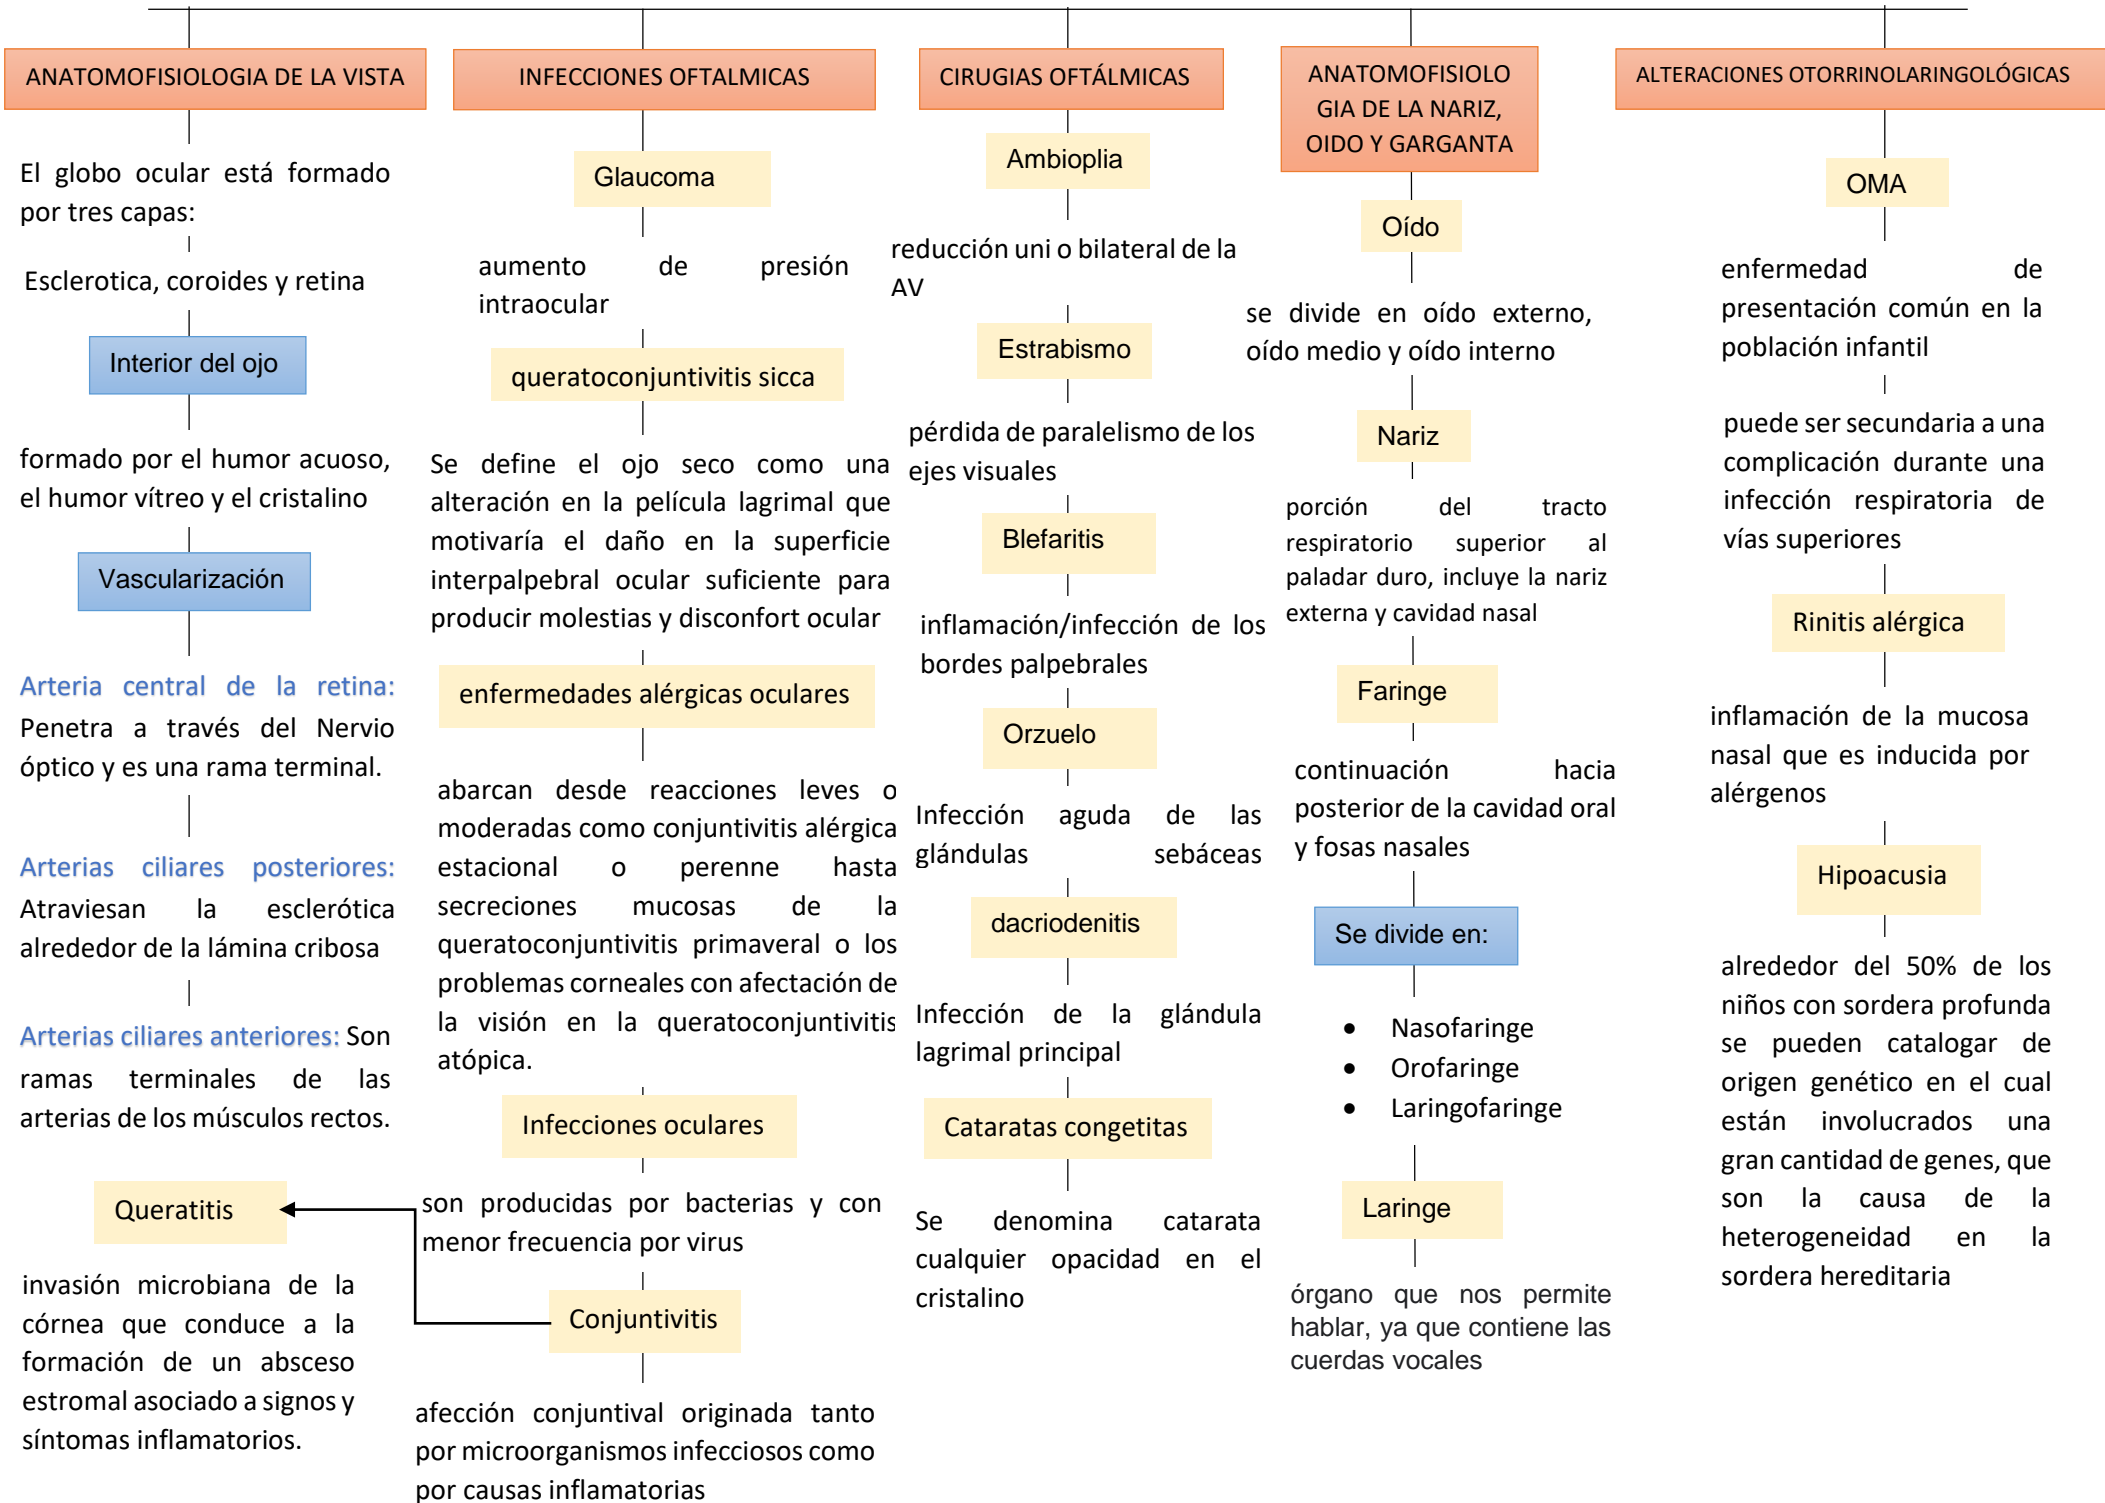 ANATOMOFISIOLOGIA DE LA VISTA
El globo ocular está formado
por tres capas:
Esclerotica, coroides y retina
Interior del ojo
formado por el humor acuoso,
el humor vítreo y el cristalino
Vascularización
Arteria central de la retina:
Penetra a través del Nervio
óptico y es una rama terminal.
Arterias ciliares posteriores:
Atraviesan la esclerótica
alrededor de la lámina cribosa
Arterias ciliares anteriores: Son
ramas terminales de las
arterias de los músculos rectos.
Queratitis
invasión microbiana de la
córnea que conduce a la
formación de un absceso
estromal asociado a signos y
síntomas inflamatorios.
INFECCIONES OFTALMICAS
Glaucoma
aumento de presión
intraocular
queratoconjuntivitis sicca
Se define el ojo seco como una
alteración en la película lagrimal que
motivaría el daño en la superficie
interpalpebral ocular suficiente para
producir molestias y disconfort ocular
enfermedades alérgicas oculares
abarcan desde reacciones leves o
moderadas como conjuntivitis alérgica
estacional o perenne hasta
secreciones mucosas de la
queratoconjuntivitis primaveral o los
problemas corneales con afectación de
la visión en la queratoconjuntivitis
atópica.
Infecciones oculares
son producidas por bacterias y con
menor frecuencia por virus
Conjuntivitis
afección conjuntival originada tanto
por microorganismos infecciosos como
por causas inflamatorias
CIRUGIAS OFTÁLMICAS
Ambioplia
reducción uni o bilateral de la
AV
Estrabismo
pérdida de paralelismo de los
ejes visuales
Blefaritis
inflamación/infección de los
bordes palpebrales
Orzuelo
Infección aguda de las
glándulas sebáceas
dacriodenitis
Infección de la glándula
lagrimal principal
Cataratas congetitas
Se denomina catarata
cualquier opacidad en el
cristalino
ANATOMOFISIOLO
GIA DE LA NARIZ,
OIDO Y GARGANTA
Oído
se divide en oído externo,
oído medio y oído interno
Nariz
porción del tracto
respiratorio superior al
paladar duro, incluye la nariz
externa y cavidad nasal
Faringe
continuación hacia
posterior de la cavidad oral
y fosas nasales
Se divide en:
• Nasofaringe
• Orofaringe
• Laringofaringe
Laringe
órgano que nos permite
hablar, ya que contiene las
cuerdas vocales
ALTERACIONES OTORRINOLARINGOLÓGICAS
OMA
enfermedad de
presentación común en la
población infantil
puede ser secundaria a una
complicación durante una
infección respiratoria de
vías superiores
Rinitis alérgica
inflamación de la mucosa
nasal que es inducida por
alérgenos
Hipoacusia
alrededor del 50% de los
niños con sordera profunda
se pueden catalogar de
origen genético en el cual
están involucrados una
gran cantidad de genes, que
son la causa de la
heterogeneidad en la
sordera hereditaria